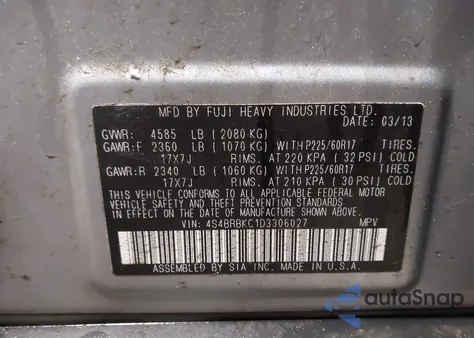 MFD BY FUJI HEAVY INDUSTRIES LTD.
DATE: 03/13
GVWR: 4585 LB (2080 KG)
GAWR:F 2360 LB (1070 KG) WITH P225/60R17 TIRES.
17X7J RIMS. AT 220 KPA (32 PSI) COLD
GAWR:R 2340 LB (1060 KG) WITH P225/60R17 TIRES.
17X7J RIMS. AT 210 KPA (30 PSI) COLD
THIS VEHICLE CONFORMS TO ALL APPLICABLE FEDERAL MOTOR
VEHICLE SAFETY AND THEFT PREVENTION STANDARDS IN
EFFECT ON THE DATE OF MANUFACTURE SHOWN ABOVE.
VIN: 4S4BRBKC1D3306027 MPV
ASSEMBLED BY SIA INC. MADE IN U.S.A.
autoSnap